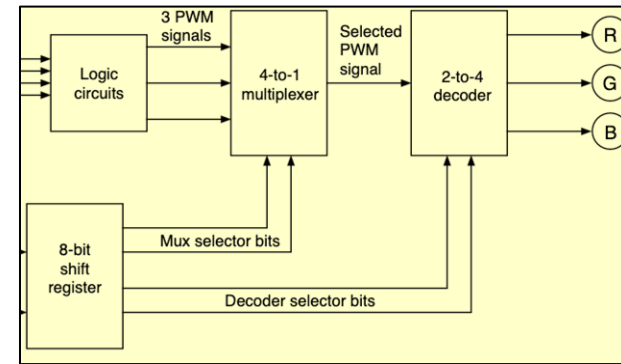 3 PWM
signals
Logic
circuits
4-to-1
multiplexer
Selected
PWM
signal
2-to-4
decoder
R
G
B
8-bit
shift
register
Mux selector bits
Decoder selector bits